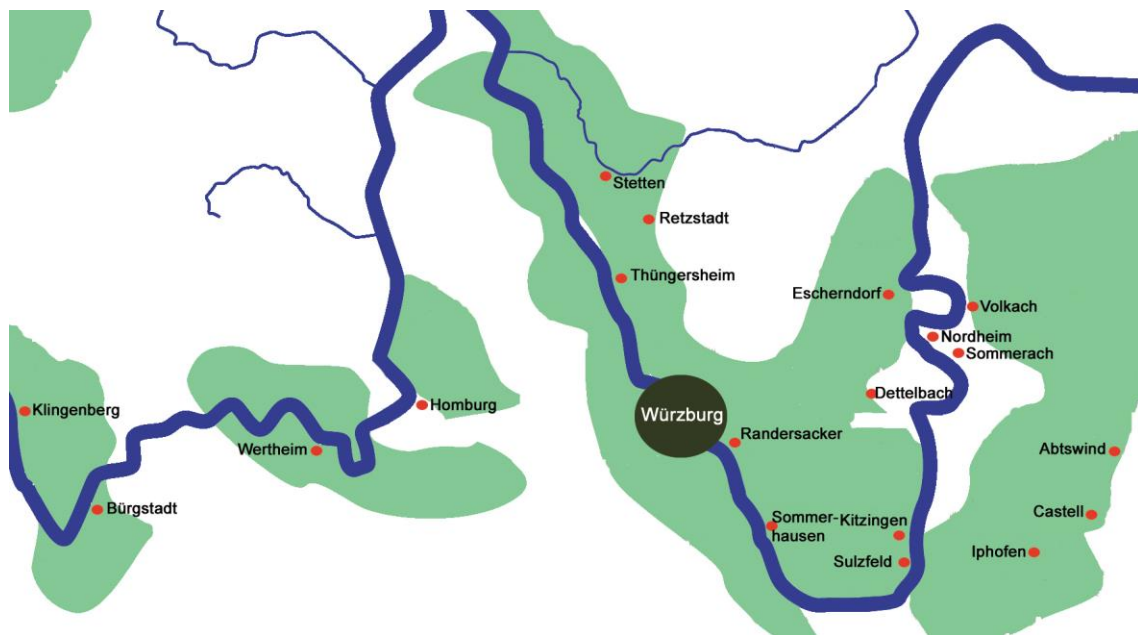 Stetten
Retzstadt
Thüngersheim
Escherndorf
Volkach
Nordheim
Sommerach
Dettelbach
Klingenberg
Homburg
Würzburg
Randersacker
Wertheim
Abtswind
Bürgstadt
Castell
Sommer-
hausen
Kitzingen
Iphofen
Sulzfeld